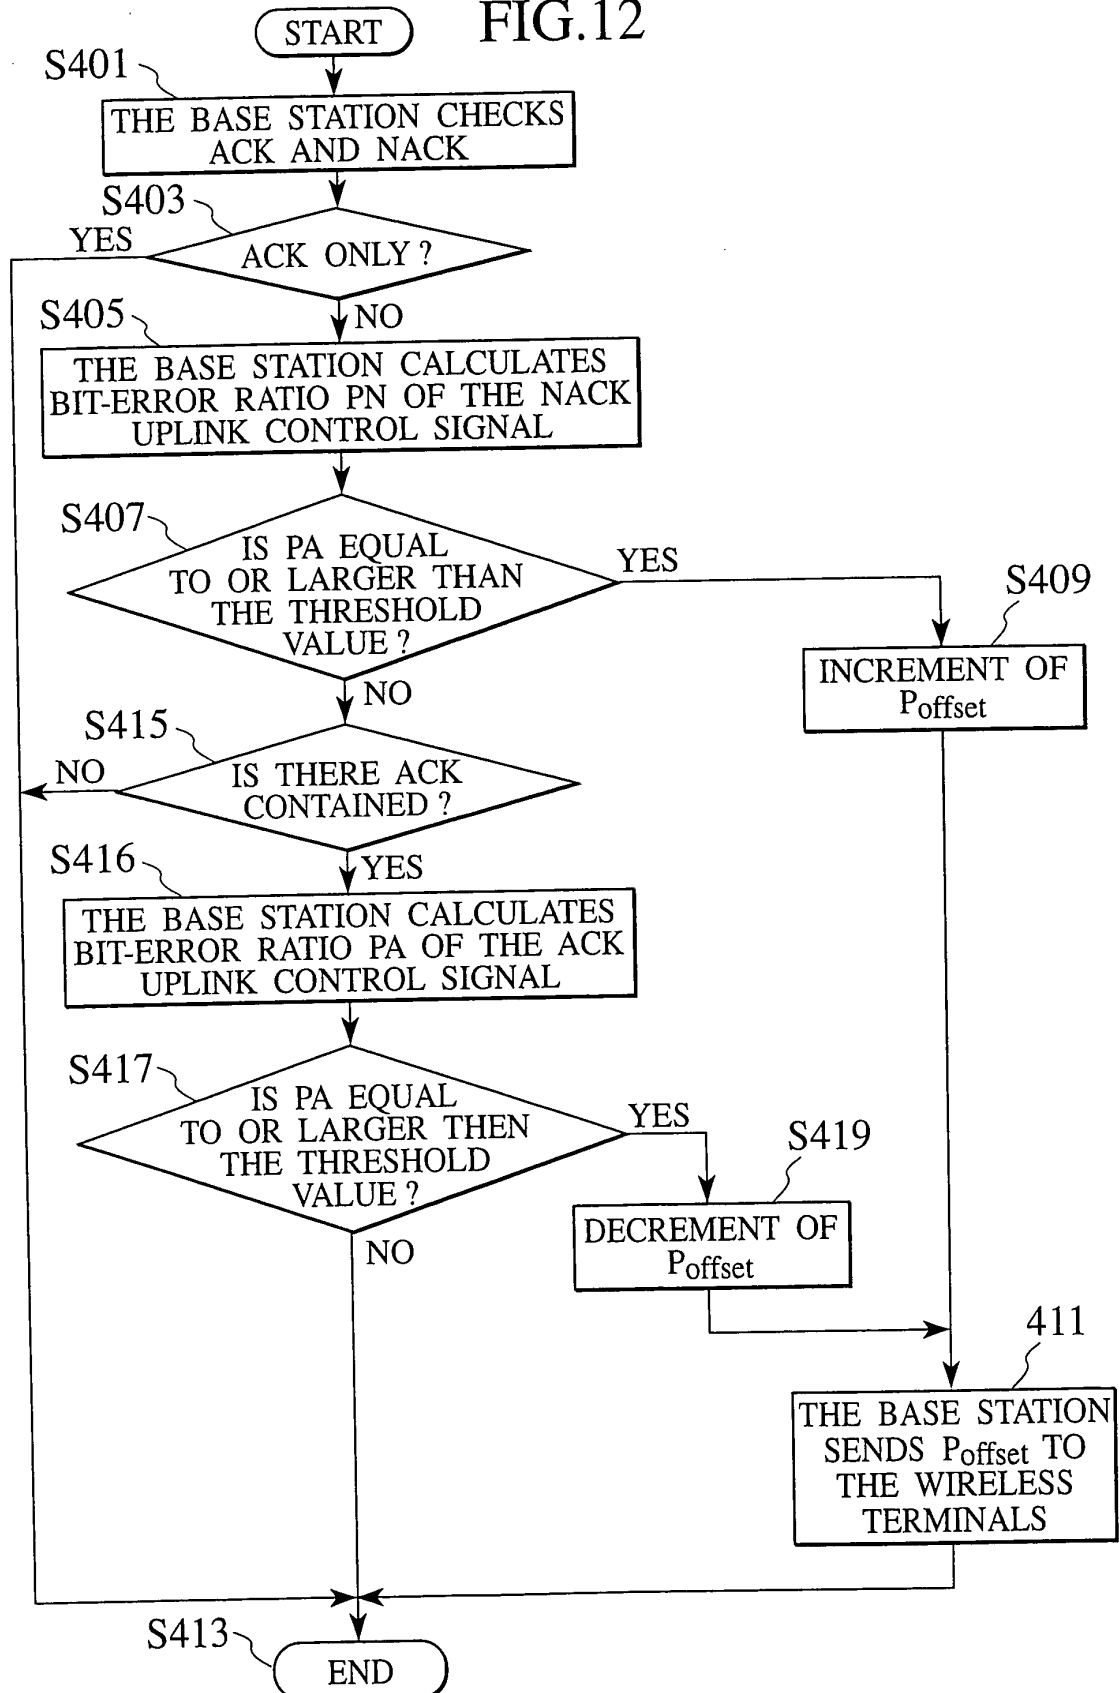 FIG.12
START
S401
THE BASE STATION CHECKS
ACK AND NACK
S403
YES
ACK ONLY ?
NO
S405
THE BASE STATION CALCULATES
BIT-ERROR RATIO PN OF THE NACK
UPLINK CONTROL SIGNAL
S407
IS PA EQUAL
TO OR LARGER THAN
THE THRESHOLD
VALUE ?
YES
S409
INCREMENT OF
Poffset
NO
S415
NO
IS THERE ACK
CONTAINED ?
YES
S416
THE BASE STATION CALCULATES
BIT-ERROR RATIO PA OF THE ACK
UPLINK CONTROL SIGNAL
S417
IS PA EQUAL
TO OR LARGER THEN
THE THRESHOLD
VALUE ?
YES
S419
DECREMENT OF
Poffset
NO
411
THE BASE STATION
SENDS Poffset TO
THE WIRELESS
TERMINALS
S413
END